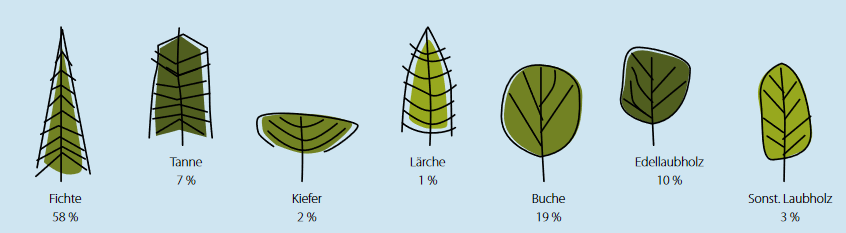 Fichte
58 %
Tanne
7 %
Kiefer
2 %
Lärche
1 %
Buche
19 %
Edellaubholz
10 %
Sonst. Laubholz
3 %